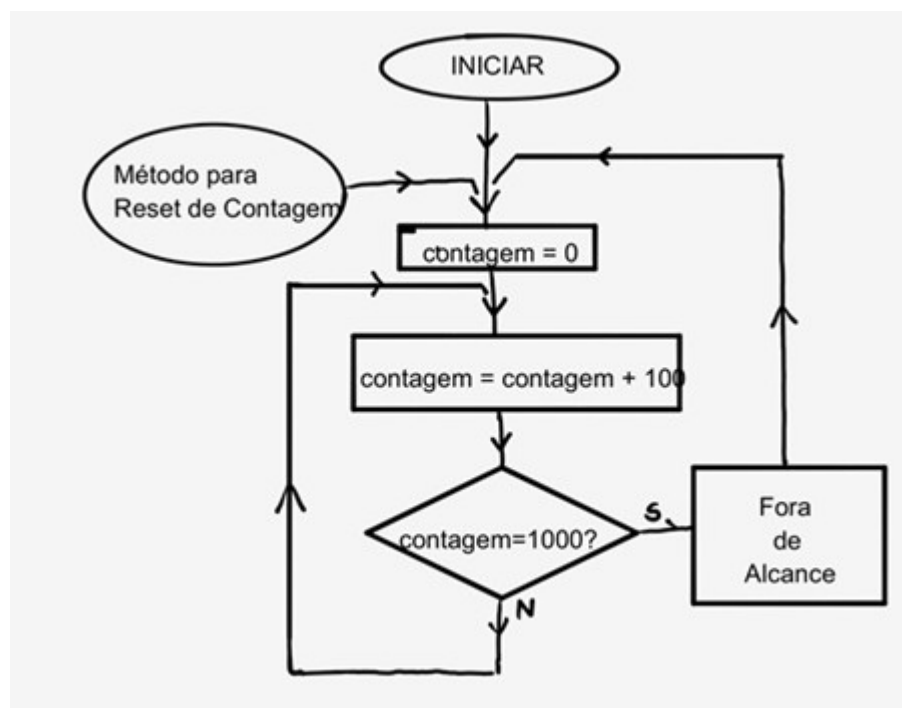 INICIAR
Método para
Reset de Contagem
contagem = 0
contagem = contagem + 100
contagem=1000?
S
N
Fora
de
Alcance